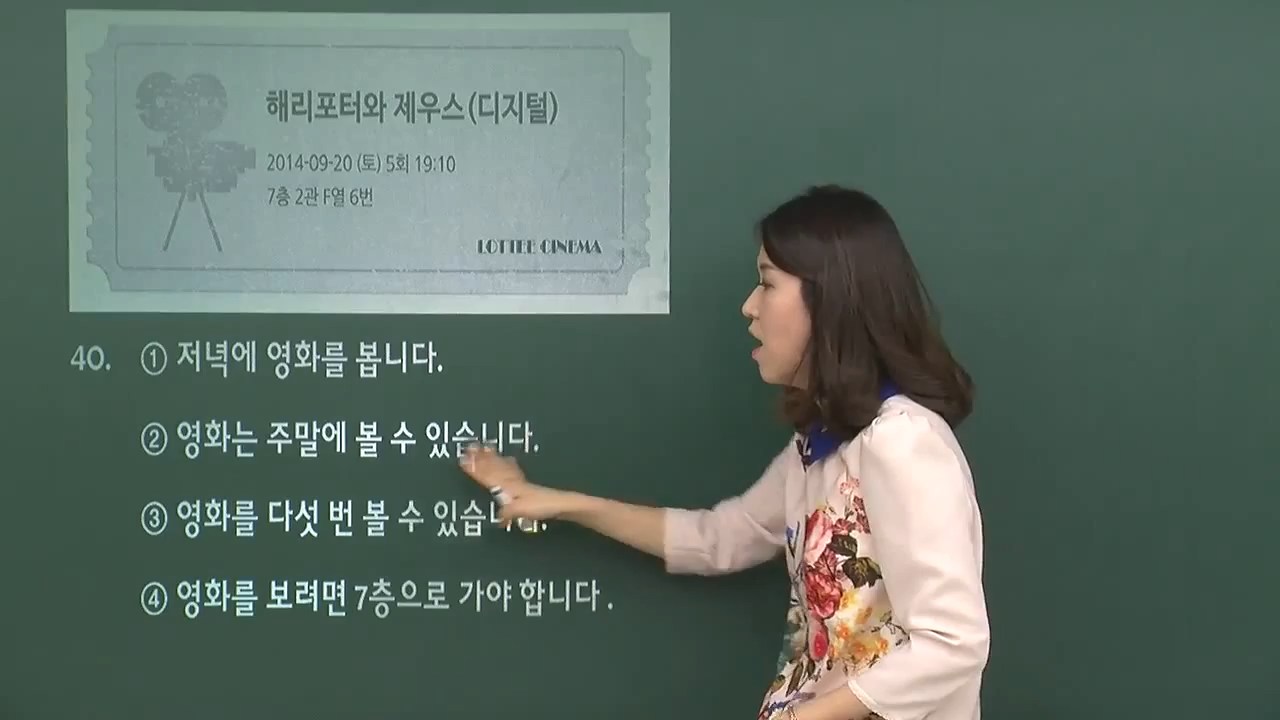 해리포터와 제우스(디지털)
2014-09-20 (토) 5회 19:10
7층 2관 F열 6번
LOTTEE CINEMA
40. ① 저녁에 영화를 봅니다.
② 영화는 주말에 볼 수 있습니다.
③ 영화를 다섯 번 볼 수 있습니다.
④ 영화를 보려면 7층으로 가야 합니다.